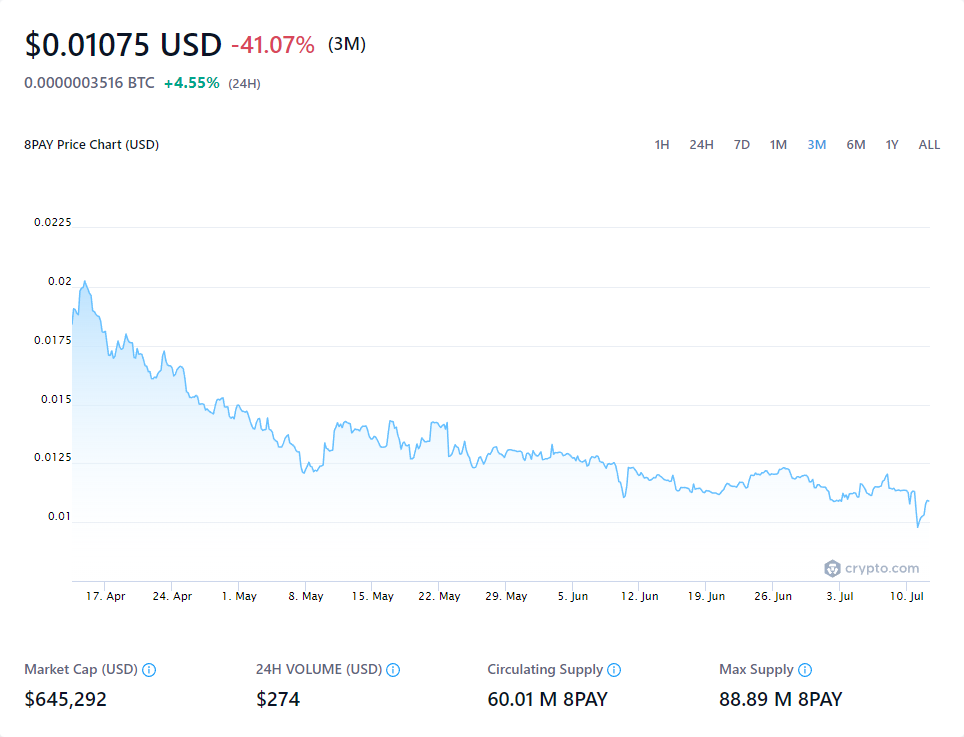 $0.01075 USD -41.07% (3M)
0.0000003516 BTC +4.55% (24H)
8PAY Price Chart (USD) 1H 24H 7D 1M 3M 6M 1Y ALL
0.0225
0.02
0.0175
0.015
0.0125
0.01
crypto.com
17. Apr 24. Apr 1. May 8. May 15. May 22. May 29. May 5. Jun 12. Jun 19. Jun 26. Jun 3. Jul 10. Jul
Market Cap (USD) 24H VOLUME (USD) Circulating Supply Max Supply
$645,292 $274 60.01 M 8PAY 88.89 M 8PAY